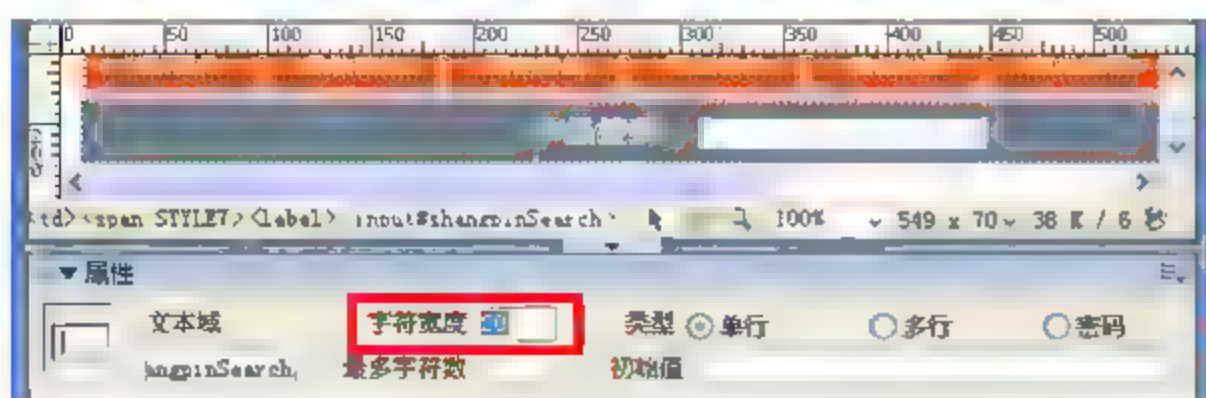 0 50 100 150 200 250 300 350 400 450 500
<td> <span STYLE7> <label> input#shangpinSearch 100% 549 x 70 38 K / 6 秒
属性
文本域 字符宽度 类型 单行 多行 密码
angpinSearch 最多字符数 初始值